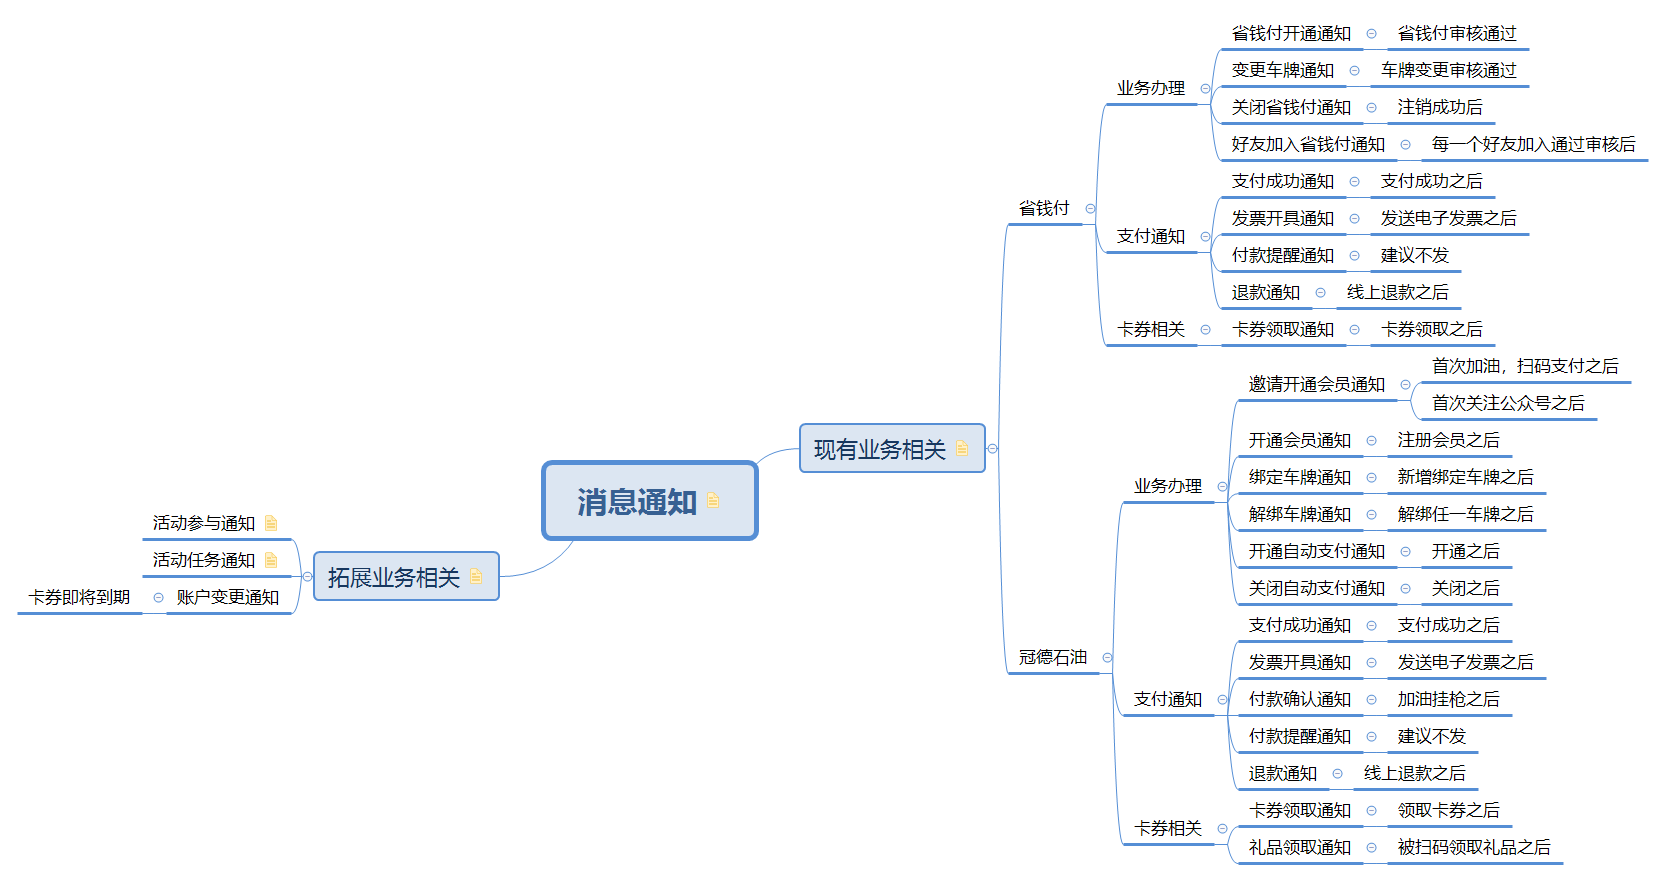 消息通知
现有业务相关
省钱付
业务办理
省钱付开通通知
省钱付审核通过
变更车牌通知
车牌变更审核通过
关闭省钱付通知
注销成功后
好友加入省钱付通知
每一个好友加入通过审核后
支付通知
支付成功通知
支付成功之后
发票开具通知
发送电子发票之后
付款提醒通知
建议不发
退款通知
线上退款之后
卡券相关
卡券领取通知
卡券领取之后
冠德石油
业务办理
邀请开通会员通知
首次加油，扫码支付之后
首次关注公众号之后
开通会员通知
注册会员之后
绑定车牌通知
新增绑定车牌之后
解绑车牌通知
解绑任一车牌之后
开通自动支付通知
开通之后
关闭自动支付通知
关闭之后
支付通知
支付成功通知
支付成功之后
发票开具通知
发送电子发票之后
付款确认通知
加油挂枪之后
付款提醒通知
建议不发
退款通知
线上退款之后
卡券相关
卡券领取通知
领取卡券之后
礼品领取通知
被扫码领取礼品之后
拓展业务相关
活动参与通知
活动任务通知
账户变更通知
卡券即将到期